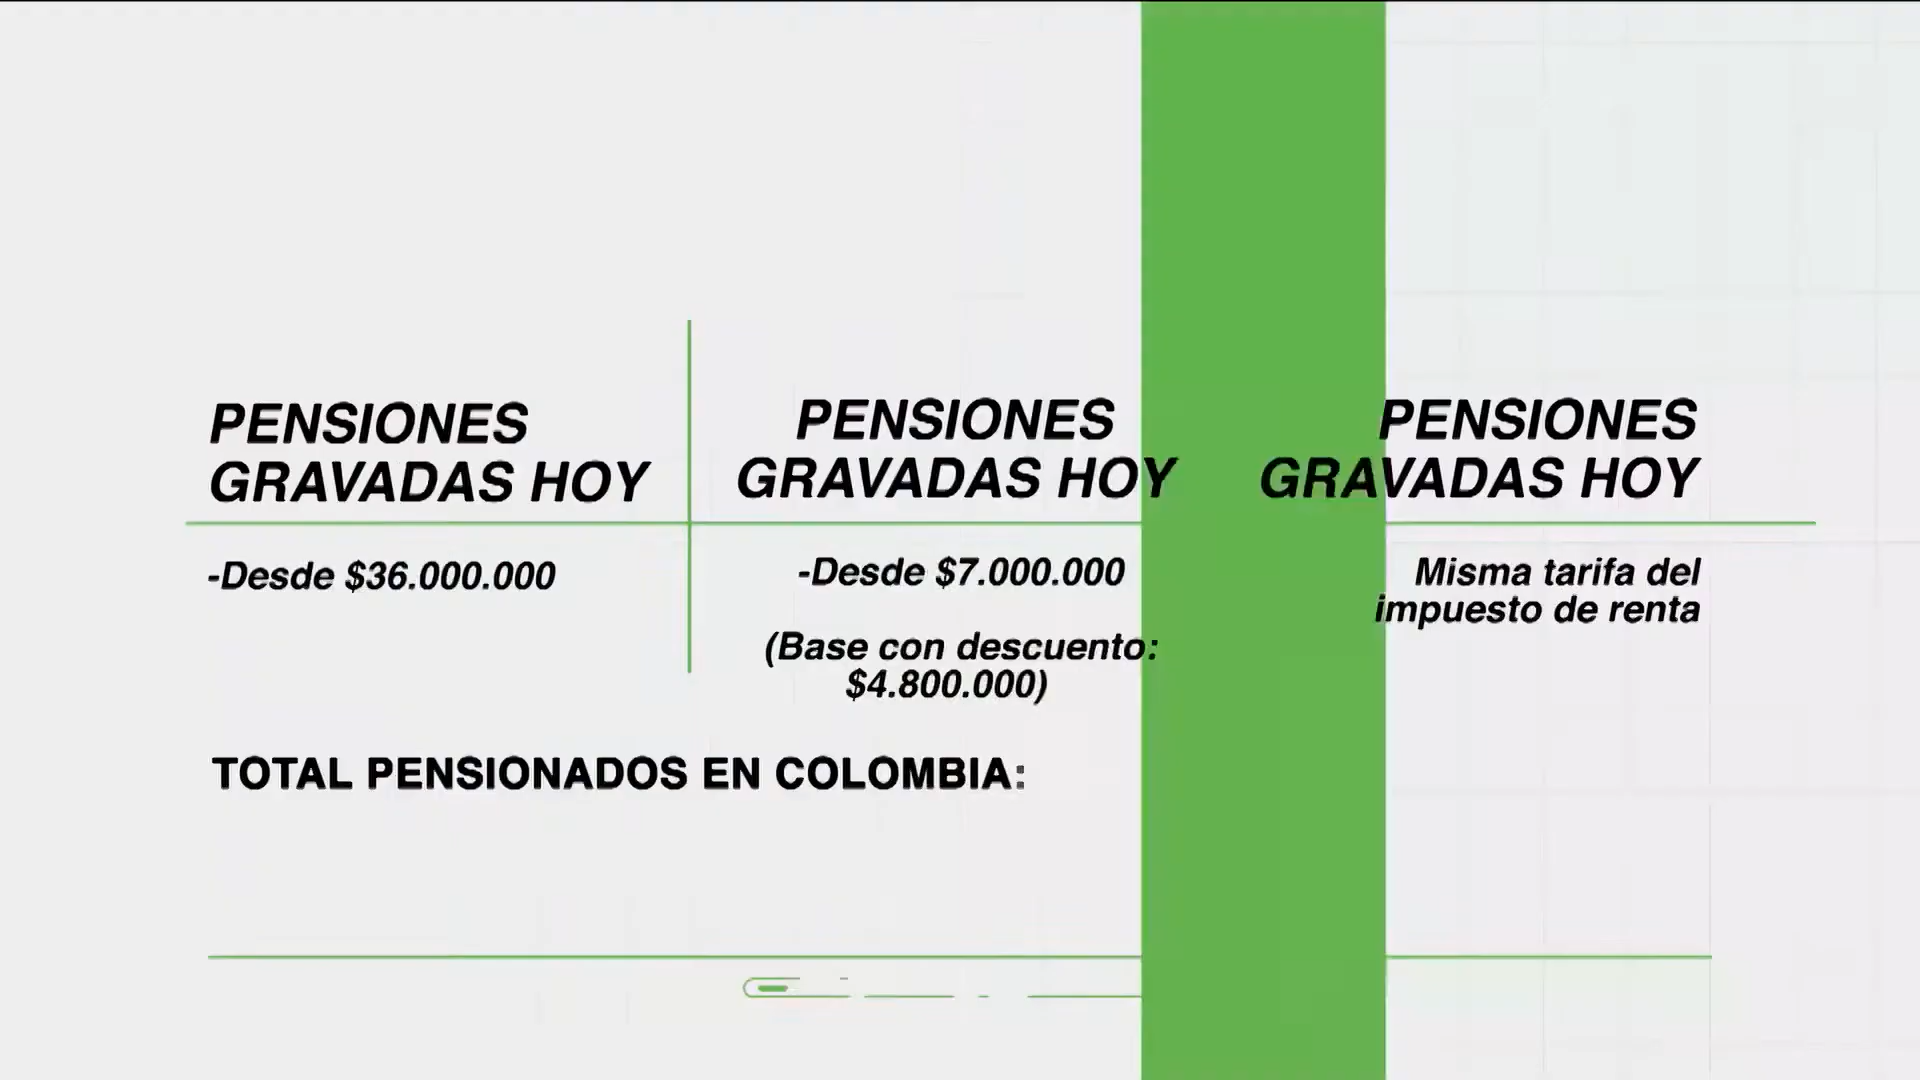 PENSIONES
GRAVADAS HOY
-Desde $36.000.000
PENSIONES
GRAVADAS HOY
-Desde $7.000.000
(Base con descuento:
$4.800.000)
PENSIONES
GRAVADAS HOY
Misma tarifa del
impuesto de renta
TOTAL PENSIONADOS EN COLOMBIA: